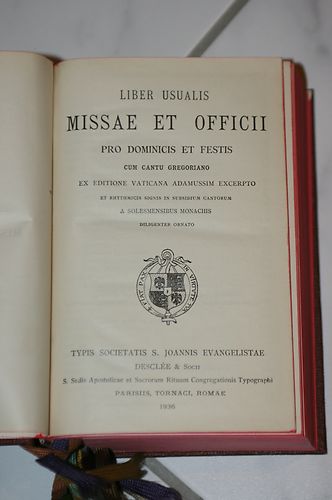 LIBER USUALIS
MISSAE ET OFFICII
PRO DOMINICIS ET FESTIS
CUM CANTU GREGORIANO
EX EDITIONE VATICANA ADAMUSSIM EXCERPTO
ET RHYTHMICIS SIGNIS IN SUBSIDIUM CANTORUM
A SOLESMENSIBUS MONACHIS
DILIGENTER ORNATO
TYPIS SOCIETATIS S. JOANNIS EVANGELISTAE
DESCLÉE & Socii
S. Sedis Apostolicae et Sacrorum Rituum Congregationis Typographi
PARISIIS, TORNACI, ROMAE
1936